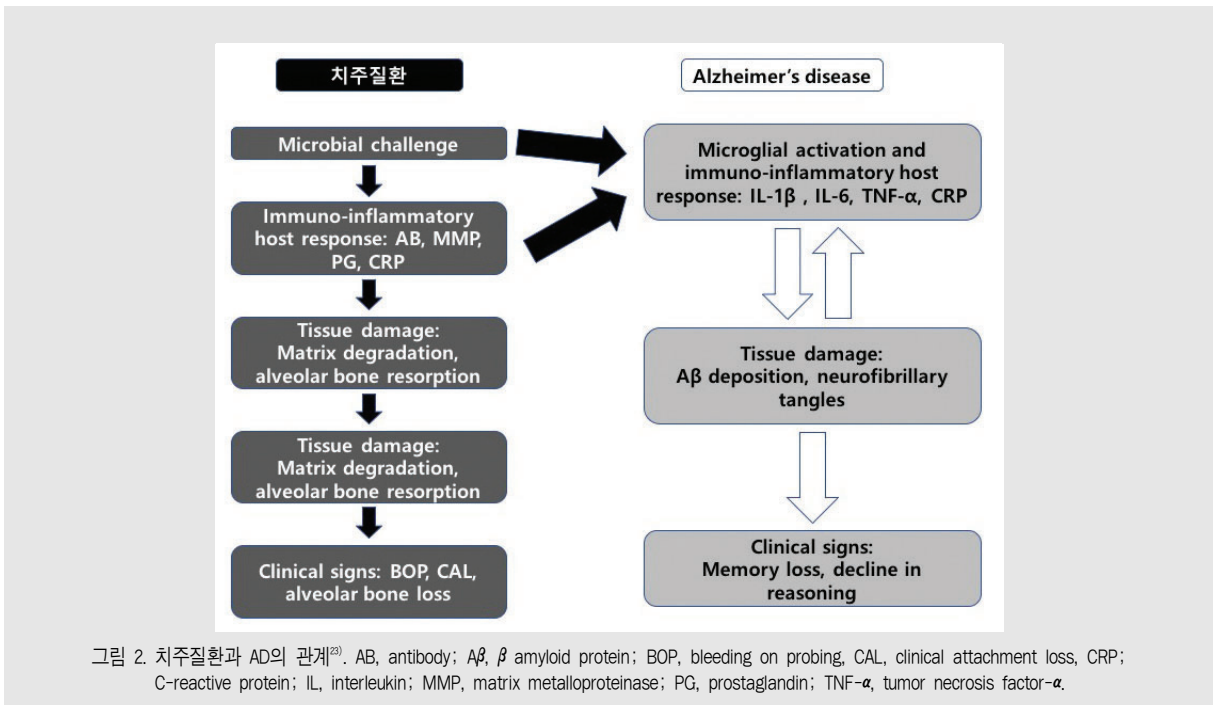 치주질환
Microbial challenge
Immuno-inflammatory
host response: AB, MMP,
PG, CRP
Tissue damage:
Matrix degradation,
alveolar bone resorption
Tissue damage:
Matrix degradation,
alveolar bone resorption
Clinical signs: BOP, CAL,
alveolar bone loss
Alzheimer's disease
Microglial activation and
immuno-inflammatory host
response: IL-1β , IL-6, TNF-α, CRP
Tissue damage:
Aβ deposition, neurofibrillary
tangles
Clinical signs:
Memory loss, decline in
reasoning
그림 2. 치주질환과 AD의 관계²³⁾. AB, antibody; Aβ, β amyloid protein; BOP, bleeding on probing, CAL, clinical attachment loss, CRP;
C-reactive protein; IL, interleukin; MMP, matrix metalloproteinase; PG, prostaglandin; TNF-α, tumor necrosis factor-α.